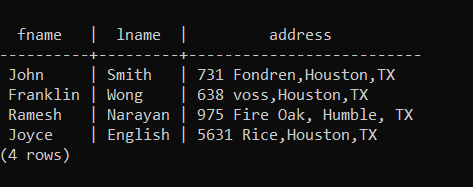 fname   |  lname  |         address
----------+---------+--------------------------
 John     | Smith   | 731 Fondren,Houston,TX
 Franklin | Wong    | 638 voss,Houston,TX
 Ramesh   | Narayan | 975 Fire Oak, Humble, TX
 Joyce    | English | 5631 Rice,Houston,TX
(4 rows)